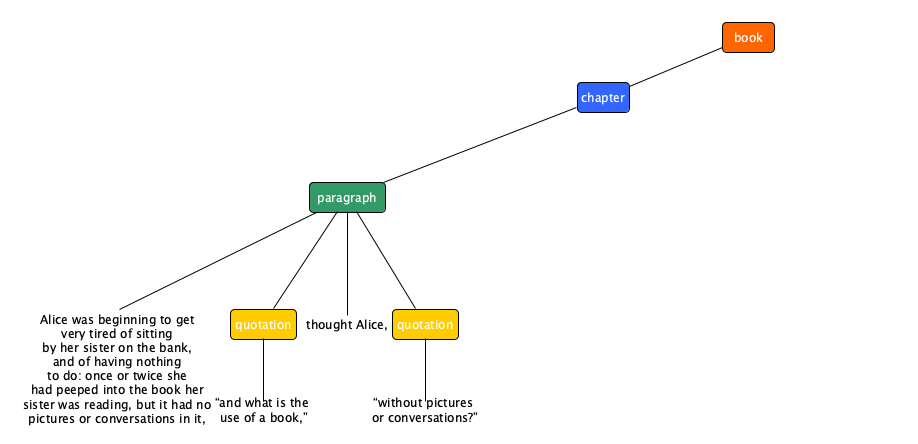 book
chapter
paragraph
Alice was beginning to get
very tired of sitting
by her sister on the bank,
and of having nothing
to do: once or twice she
had peeped into the book her
sister was reading, but it had no
pictures or conversations in it,
quotation
“and what is the
use of a book,”
thought Alice,
quotation
“without pictures
or conversations?”